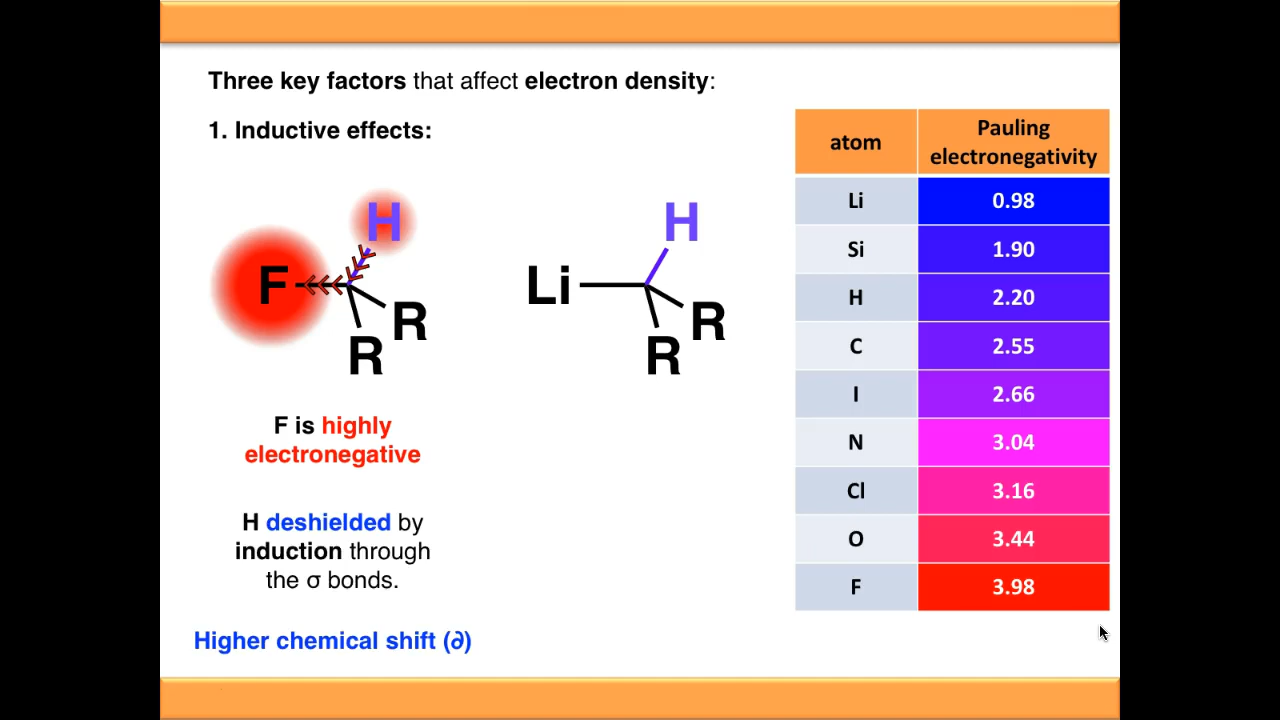 Three key factors that affect electron density:
1. Inductive effects:
H
F
R
R
H
Li
R
R
F is highly
electronegative
H deshielded by
induction through
the σ bonds.
Higher chemical shift (∂)
atom Pauling
electronegativity
Li 0.98
Si 1.90
H 2.20
C 2.55
I 2.66
N 3.04
Cl 3.16
O 3.44
F 3.98